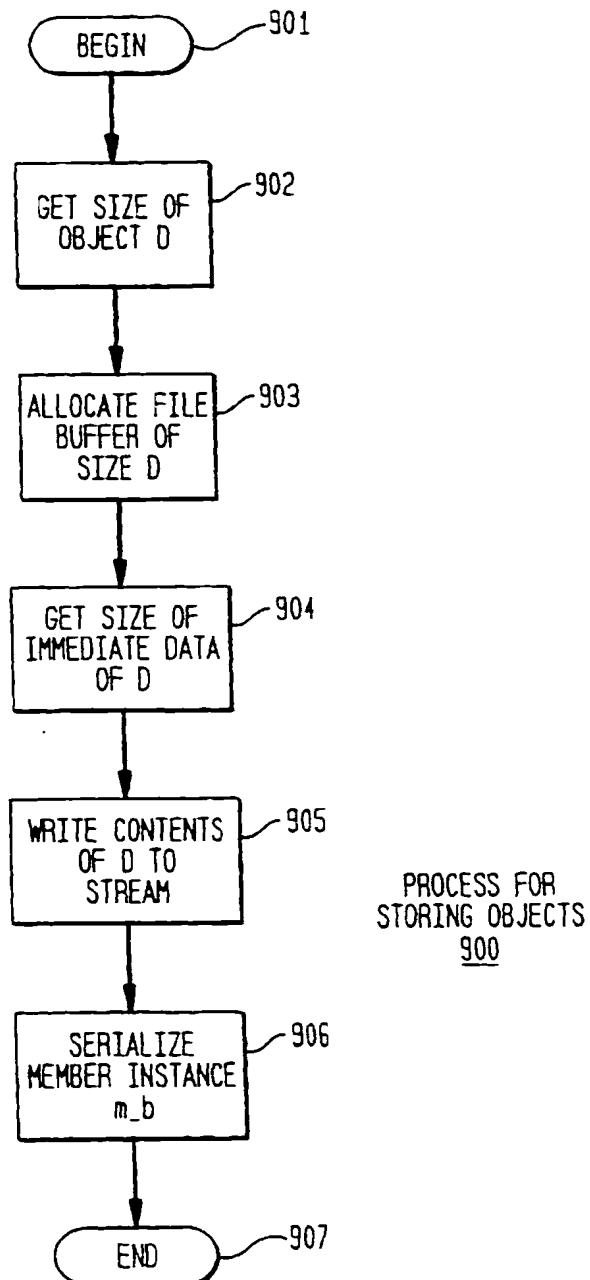 BEGIN
901
GET SIZE OF
OBJECT D
902
ALLOCATE FILE
BUFFER OF
SIZE D
903
GET SIZE OF
IMMEDIATE DATA
OF D
904
WRITE CONTENTS
OF D TO
STREAM
905
PROCESS FOR
STORING OBJECTS
900
SERIALIZE
MEMBER INSTANCE
m_b
906
END
907